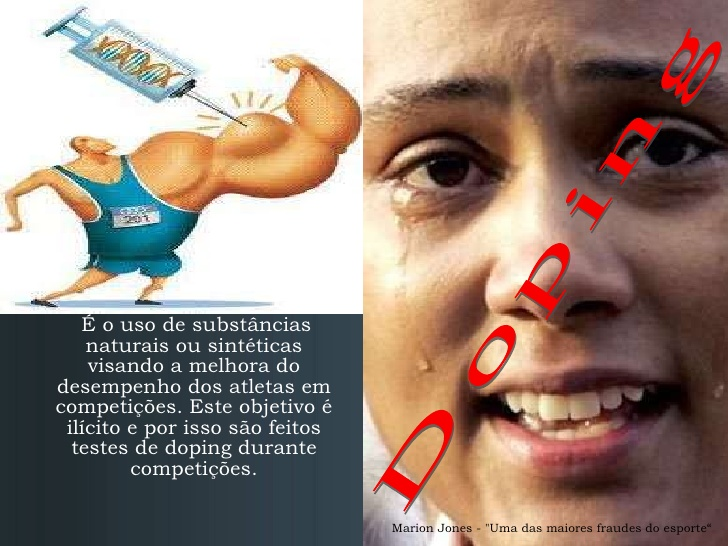 Doping
É o uso de substâncias
naturais ou sintéticas
visando a melhora do
desempenho dos atletas em
competições. Este objetivo é
ilícito e por isso são feitos
testes de doping durante
competições.
Marion Jones - "Uma das maiores fraudes do esporte“